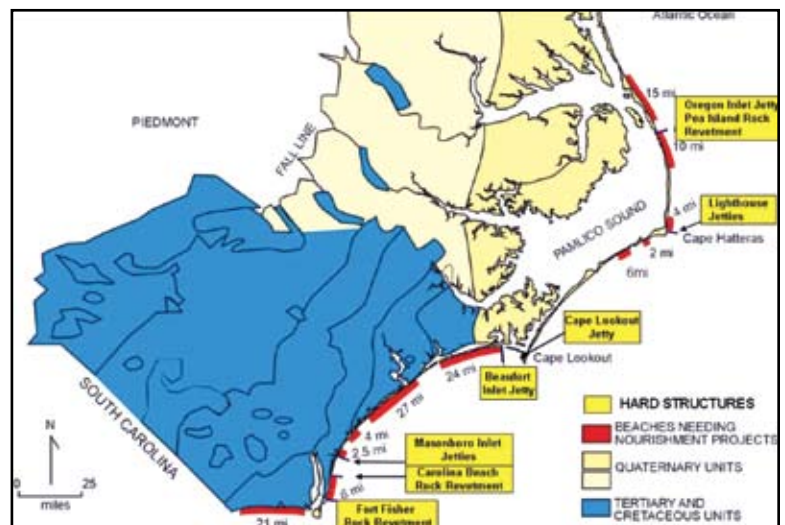 Atlantic Ocean
15 mi
Oregon Inlet Jetty
Pea Island Rock
Revetment
10 mi
PIEDMONT
FALL LINE
Lighthouse
Jetties
4 mi
PAMLICO SOUND
Cape Hatteras
2 mi
6mi
Cape Lookout
Jetty
Cape Lookout
24 mi
Beaufort
Inlet Jetty
27 mi
SOUTH CAROLINA
4 mi
2.5 mi
Masonboro Inlet
Jetties
Carolina Beach
Rock Revetment
6 mi
Fort Fisher
Rock Revetment
21 mi
N
0
25
miles
HARD STRUCTURES
BEACHES NEEDING
NOURISHMENT PROJECTS
QUATERNARY UNITS
TERTIARY AND
CRETACEOUS UNITS